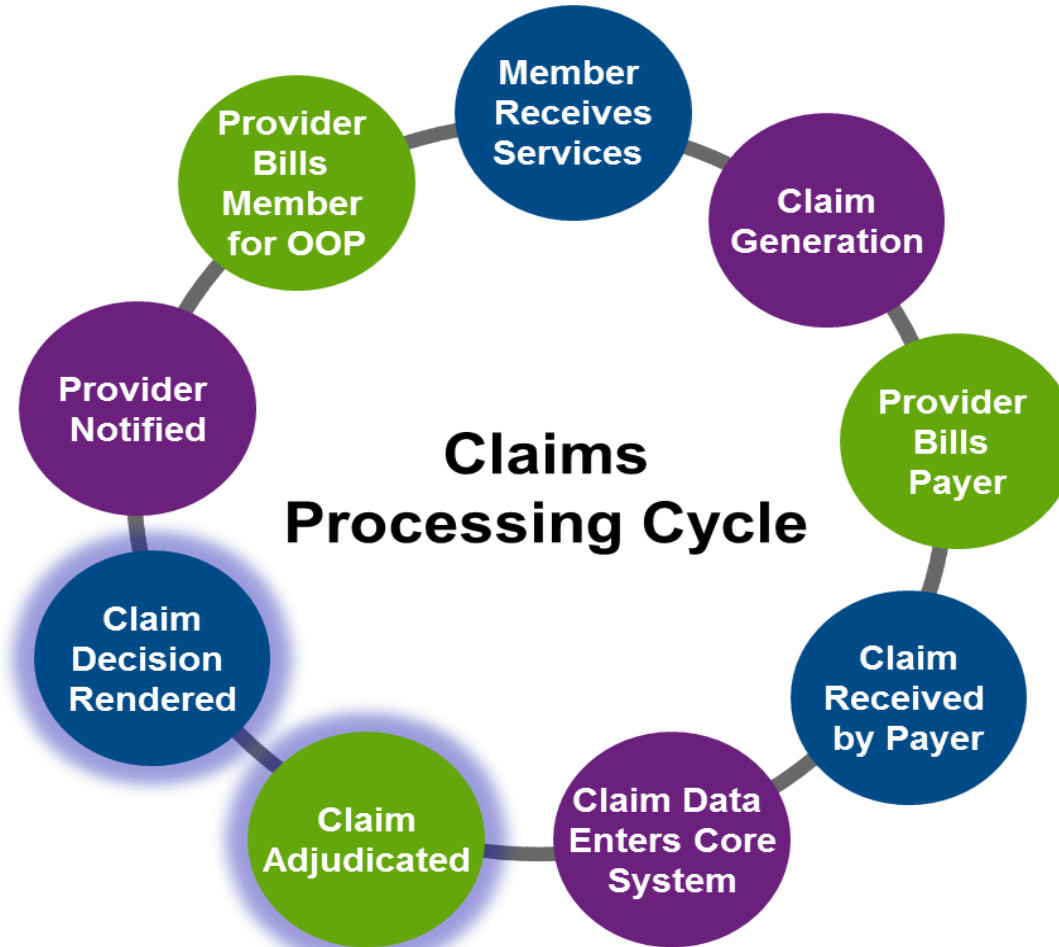 Claims
Processing Cycle
Member
Receives
Services
Claim
Generation
Provider
Bills
Payer
Claim
Received
by Payer
Claim Data
Enters Core
System
Claim
Adjudicated
Claim
Decision
Rendered
Provider
Notified
Provider
Bills
Member
for OOP